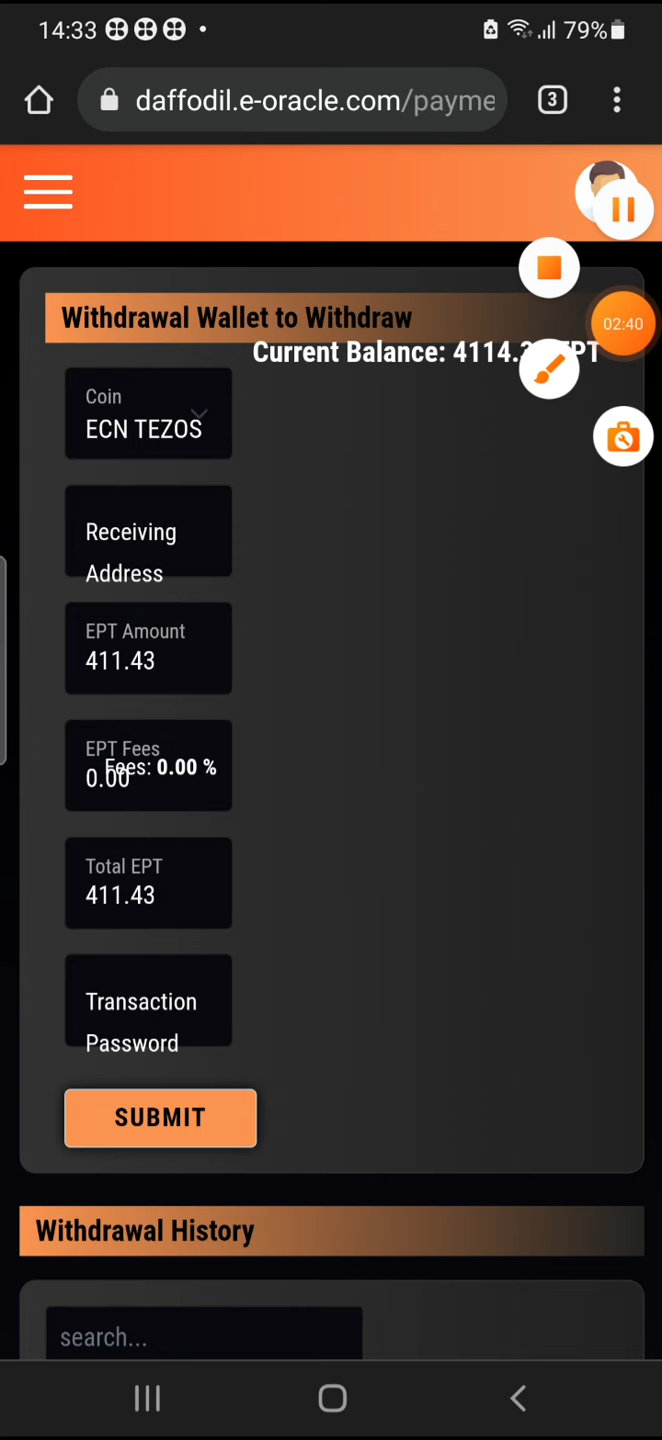 14:33
79%
daffodil.e-oracle.com/payme
3
Withdrawal Wallet to Withdraw
02:40
Current Balance: 4114.3 EPT
Coin
ECN TEZOS
Receiving
Address
EPT Amount
411.43
EPT Fees
Fees: 0.00 %
0.00
Total EPT
411.43
Transaction
Password
SUBMIT
Withdrawal History
search...